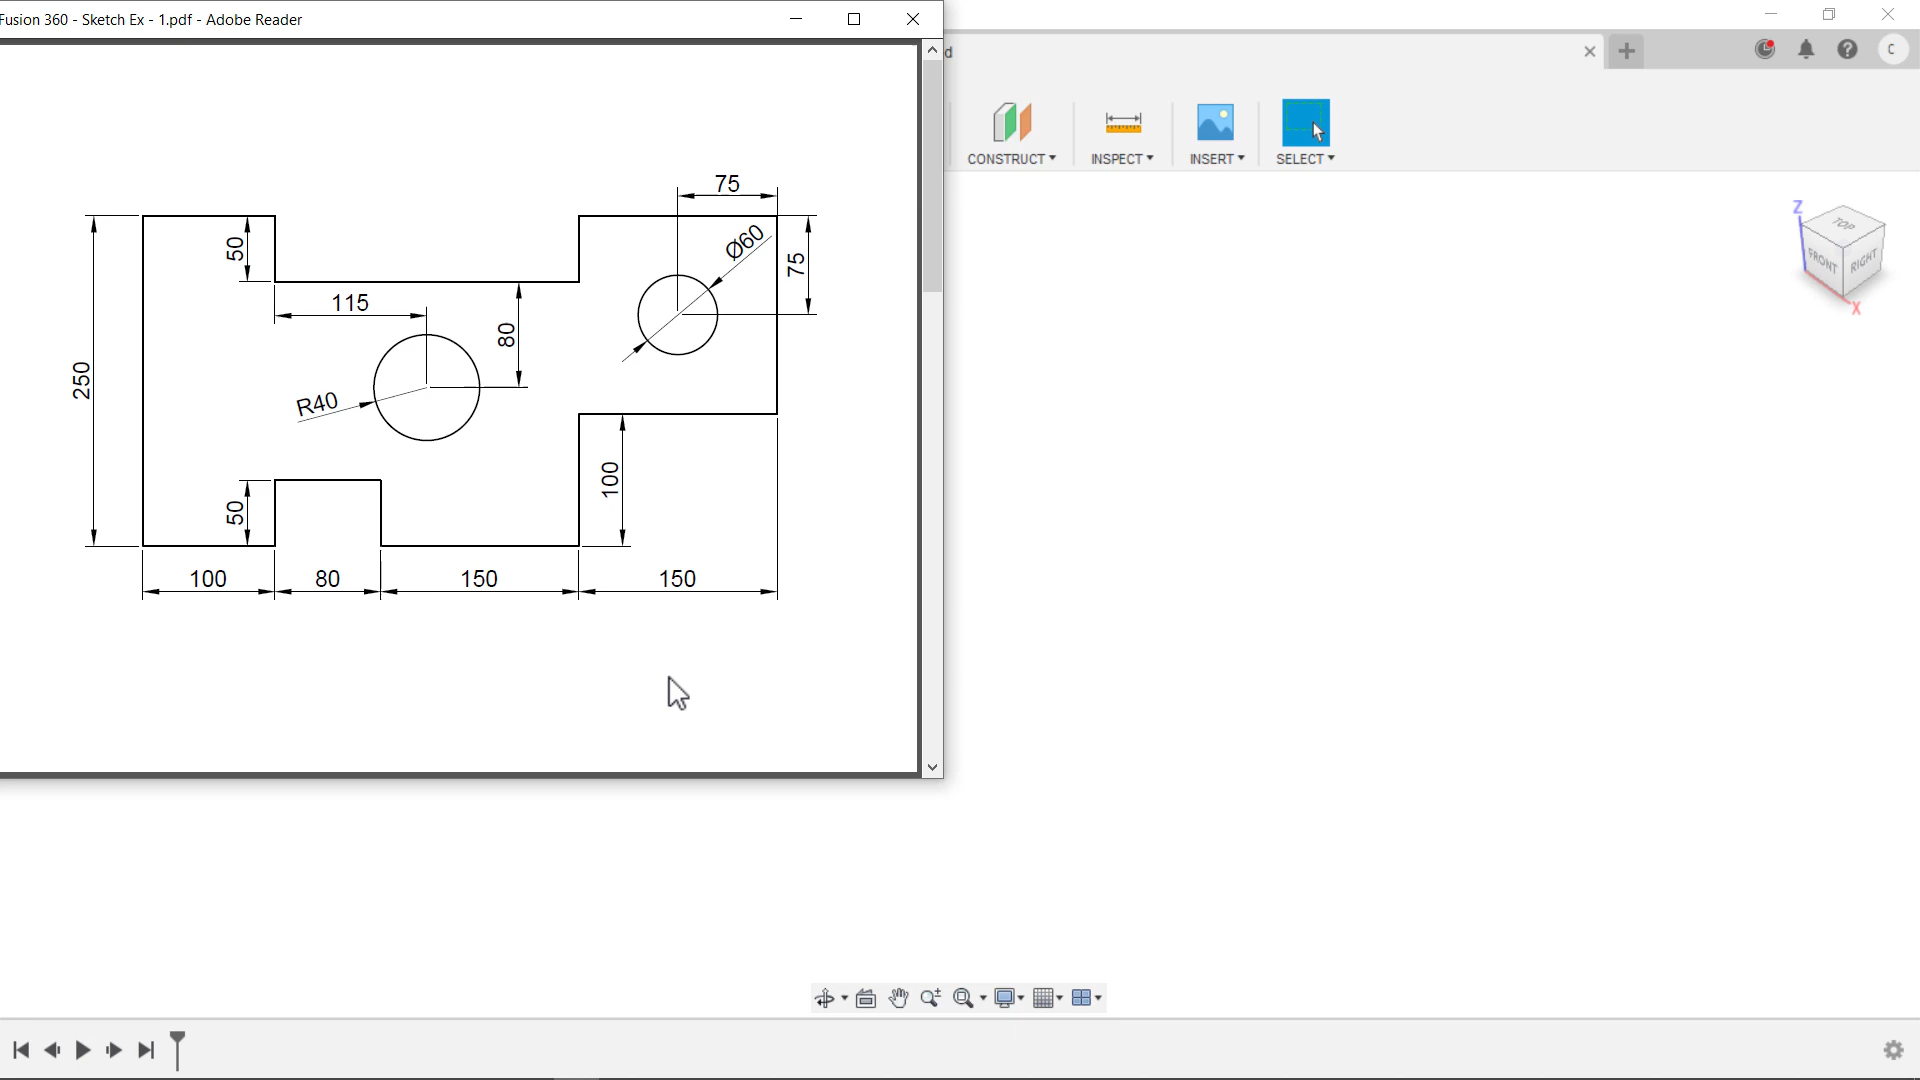 Fusion 360 - Sketch Ex - 1.pdf - Adobe Reader
d
C
CONSTRUCT
INSPECT
INSERT
SELECT
75
50
Ø60
75
115
80
250
R40
50
100
100
80
150
150
Z
TOP
FRONT
RIGHT
X